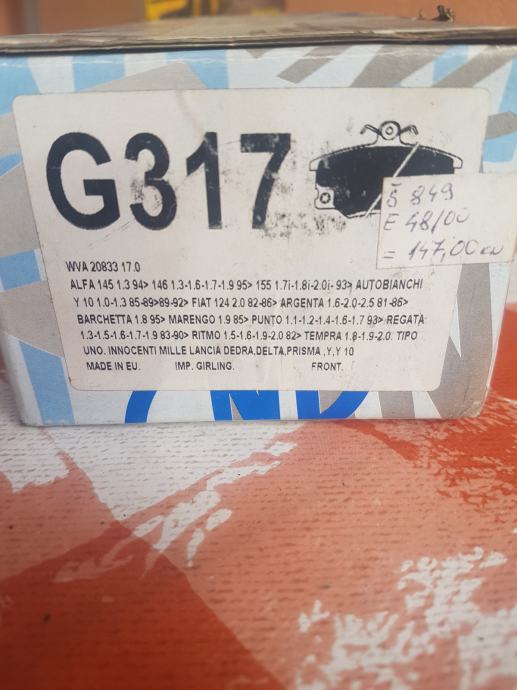 G317
Š 849
E 48/00
= 147,00 kn
WVA 20833 17.0
ALFA 145 1.3 94> 146 1.3-1.6-1.7-1.9 95> 155 1.7i-1.8i-2.0i- 93> AUTOBIANCHI
Y 10 1.0-1.3 85-89>89-92> FIAT 124 2.0 82-86> ARGENTA 1.6-2.0-2.5 81-86>
BARCHETTA 1.8 95> MARENGO 1.9 85> PUNTO 1.1-1.2-1.4-1.6-1.7 93> REGATA
1.3-1.5-1.6-1.7-1.9 83-90> RITMO 1.5-1.6-1.9-2.0 82> TEMPRA 1.8-1.9-2.0. TIPO
UNO. INNOCENTI MILLE LANCIA DEDRA,DELTA,PRISMA ,Y,Y 10
MADE IN EU. IMP. GIRLING. FRONT.